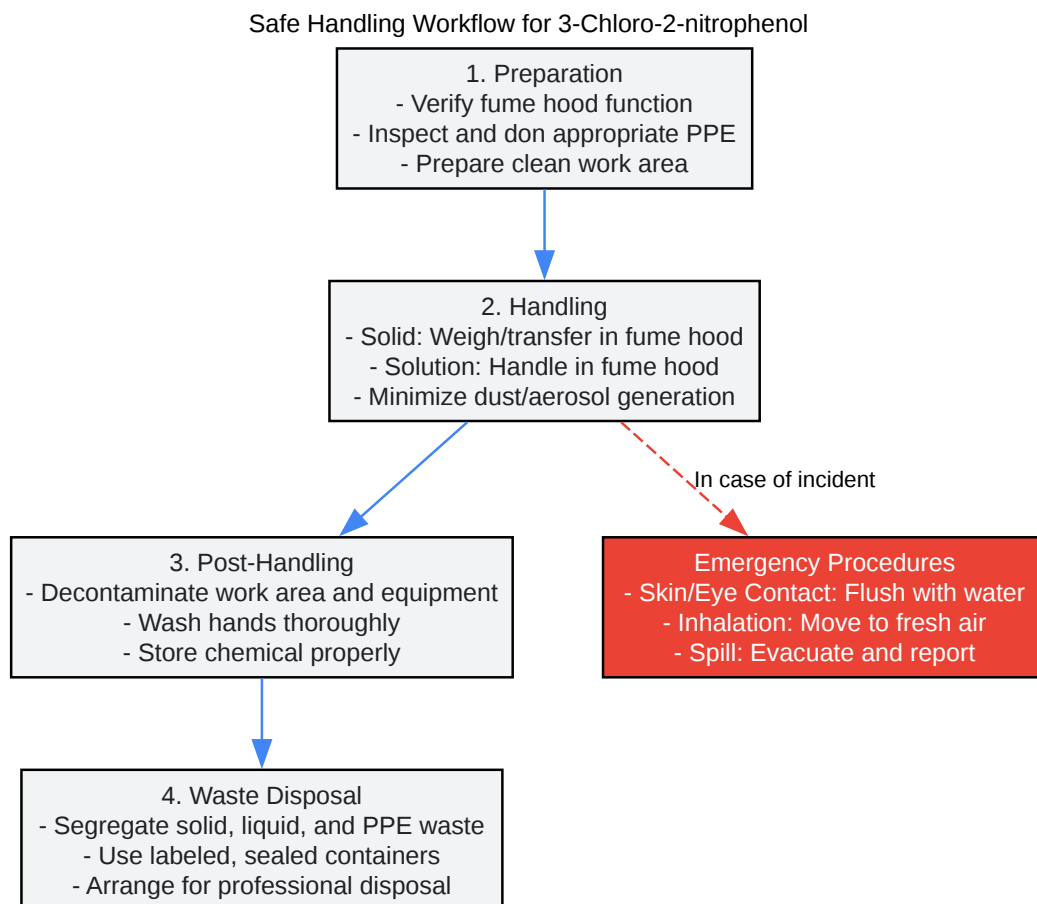 Safe Handling Workflow for 3-Chloro-2-nitrophenol
1. Preparation
- Verify fume hood function
- Inspect and don appropriate PPE
- Prepare clean work area
2. Handling
- Solid: Weigh/transfer in fume hood
- Solution: Handle in fume hood
- Minimize dust/aerosol generation
In case of incident
3. Post-Handling
- Decontaminate work area and equipment
- Wash hands thoroughly
- Store chemical properly
Emergency Procedures
- Skin/Eye Contact: Flush with water
- Inhalation: Move to fresh air
- Spill: Evacuate and report
4. Waste Disposal
- Segregate solid, liquid, and PPE waste
- Use labeled, sealed containers
- Arrange for professional disposal